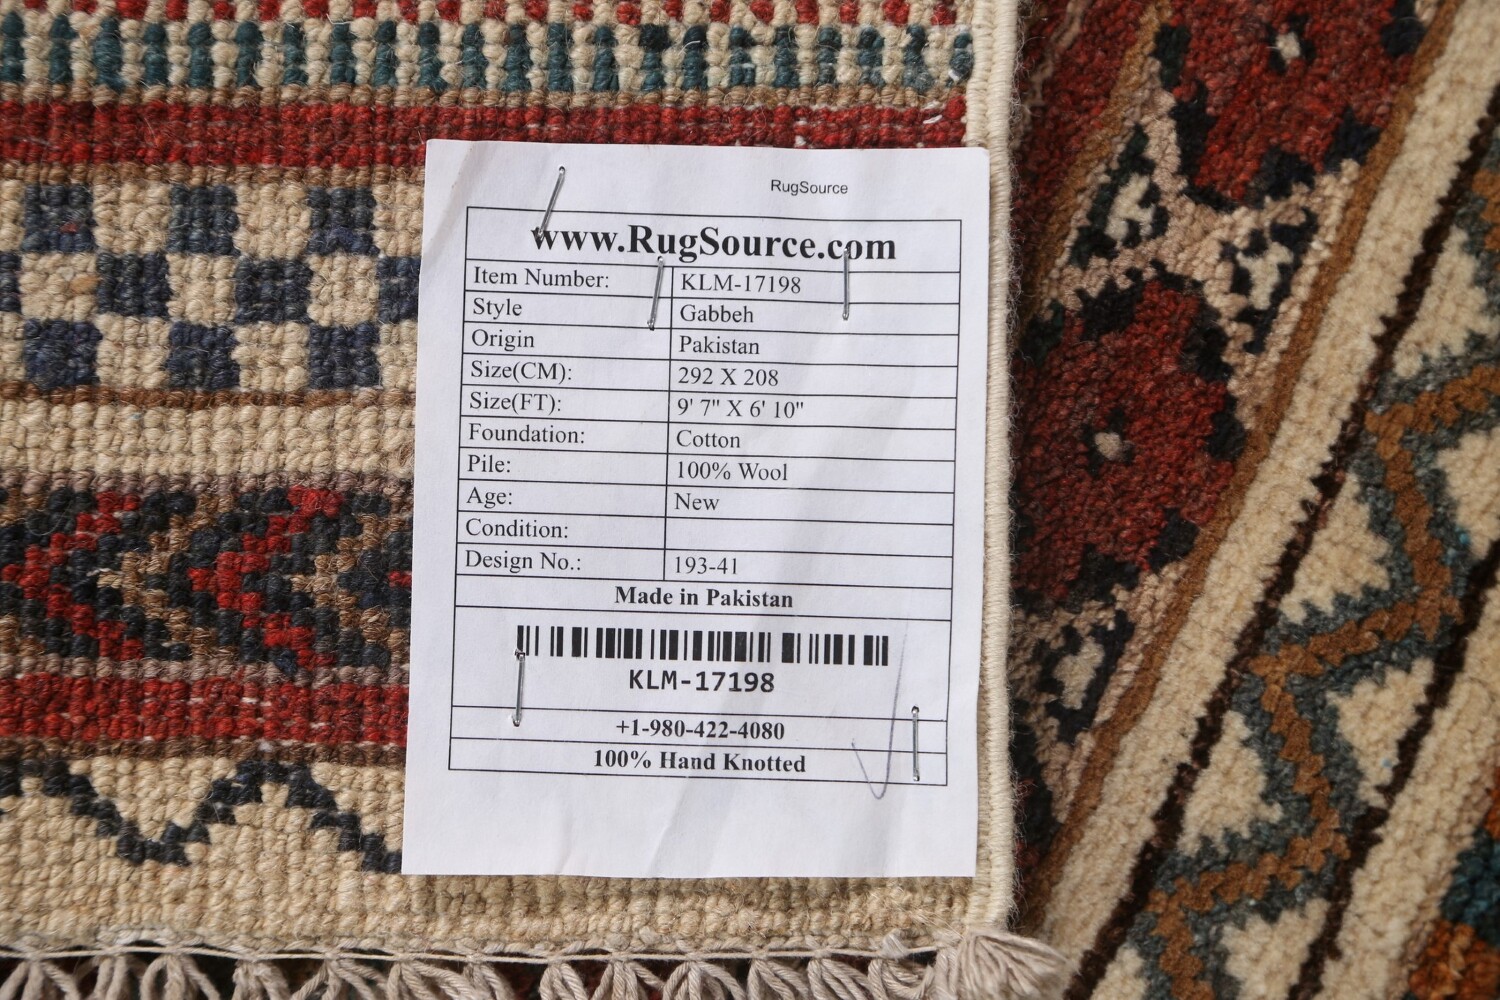 RugSource
www.RugSource.com
Item Number: KLM-17198
Style Gabbeh
Origin Pakistan
Size(CM): 292 X 208
Size(FT): 9' 7" X 6' 10"
Foundation: Cotton
Pile: 100% Wool
Age: New
Condition:
Design No.: 193-41
Made in Pakistan
KLM-17198
+1-980-422-4080
100% Hand Knotted